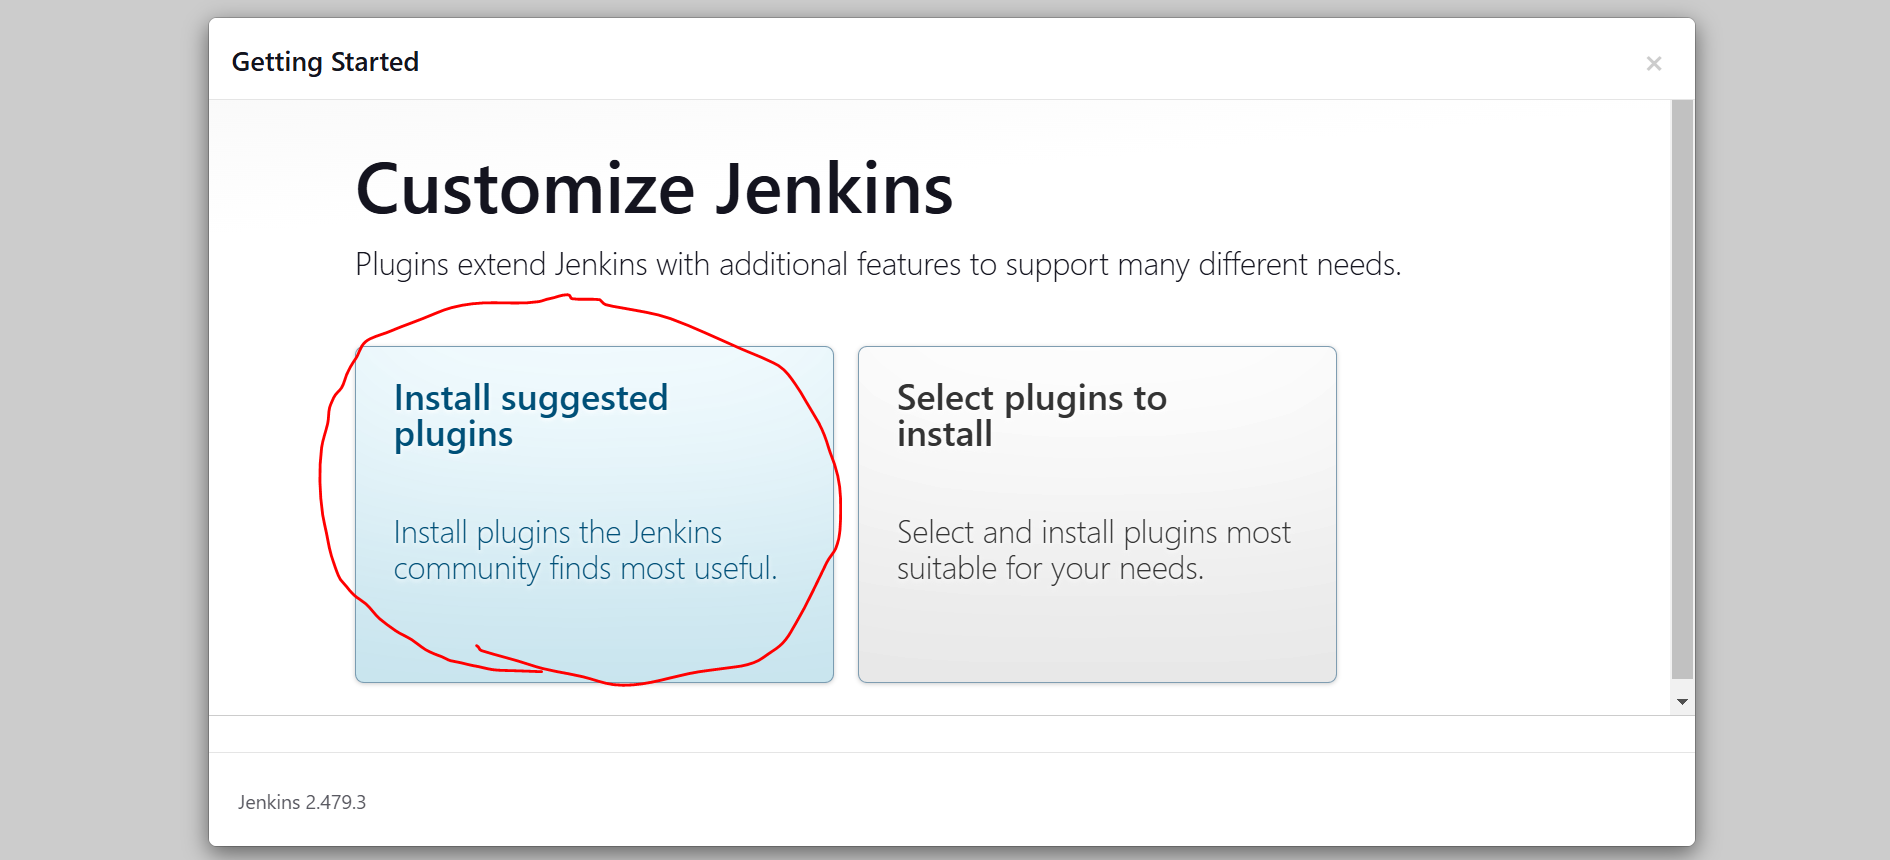 Getting Started
×
Customize Jenkins
Plugins extend Jenkins with additional features to support many different needs.
Install suggested
plugins
Install plugins the Jenkins
community finds most useful.
Select plugins to
install
Select and install plugins most
suitable for your needs.
Jenkins 2.479.3